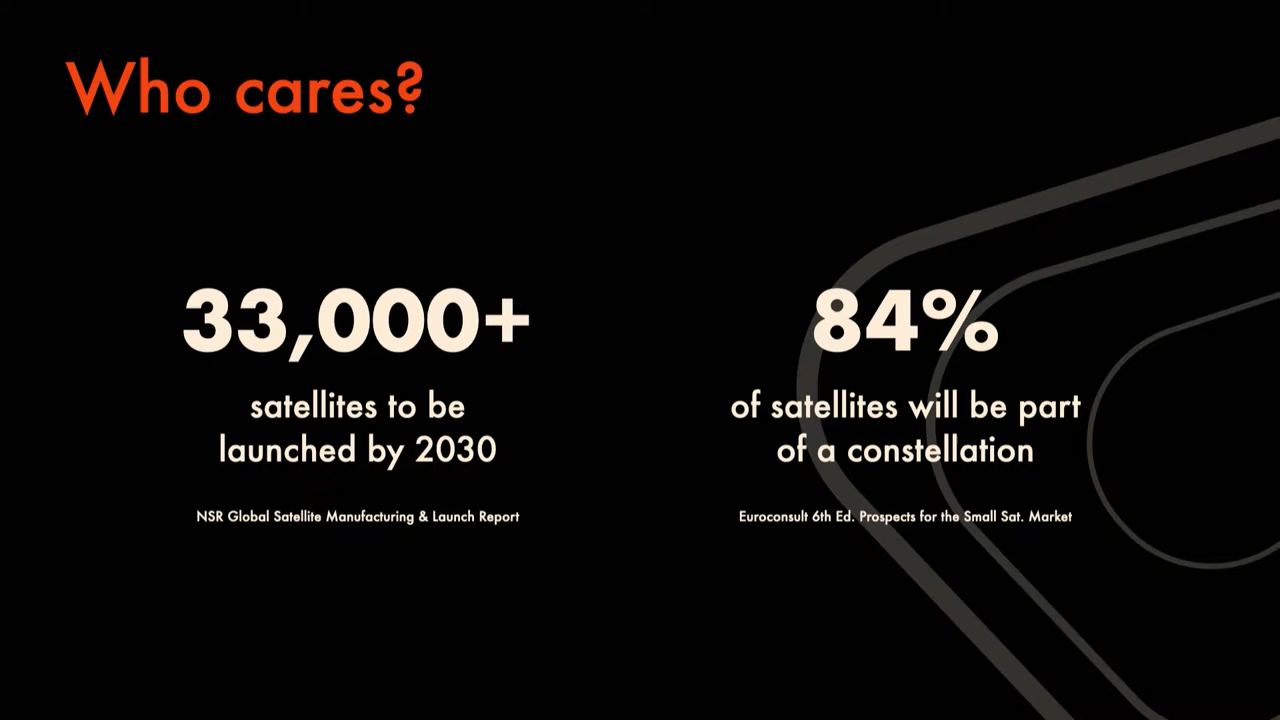 Who cares?
33,000+
satellites to be
launched by 2030
NSR Global Satellite Manufacturing & Launch Report
84%
of satellites will be part
of a constellation
Euroconsult 6th Ed. Prospects for the Small Sat. Market